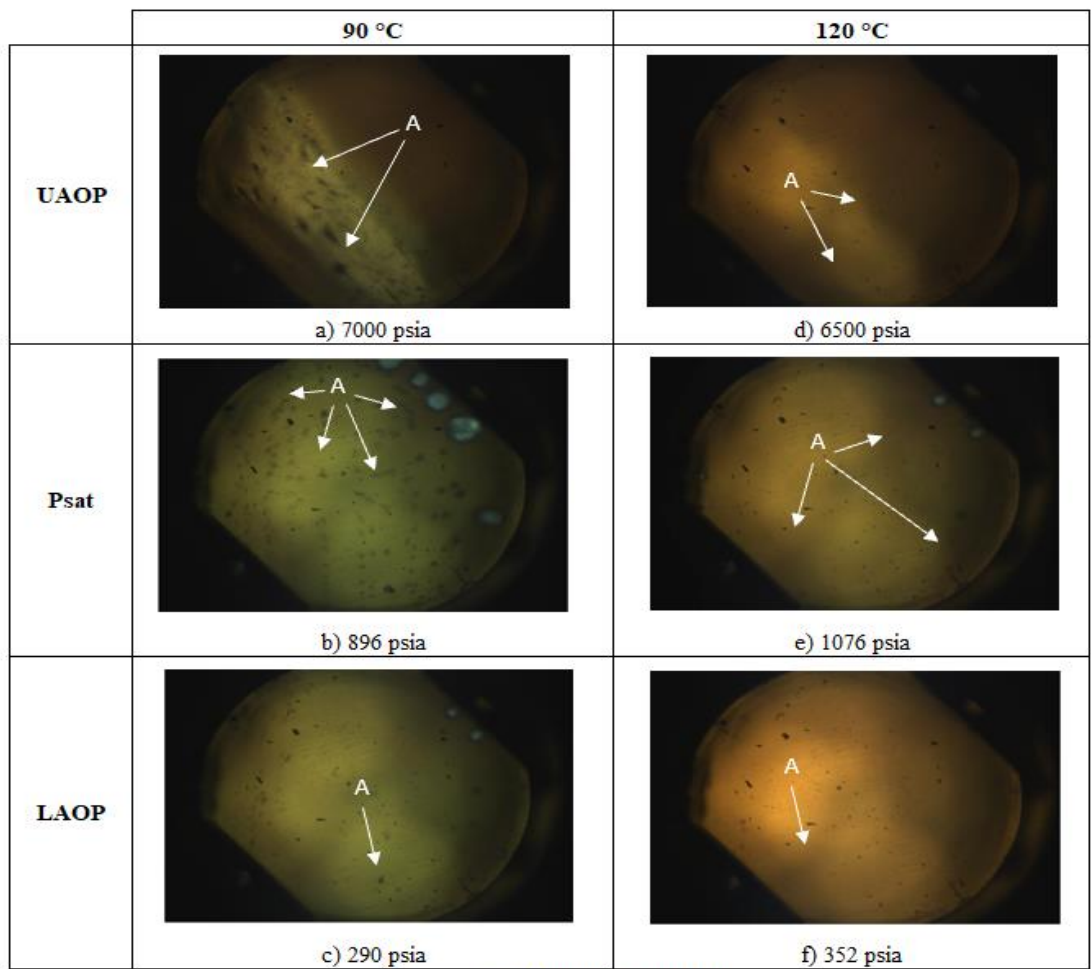 90 °C 120 °C
UAOP
A
A
a) 7000 psia d) 6500 psia
Psat
A
A
b) 896 psia e) 1076 psia
LAOP
A
A
c) 290 psia f) 352 psia